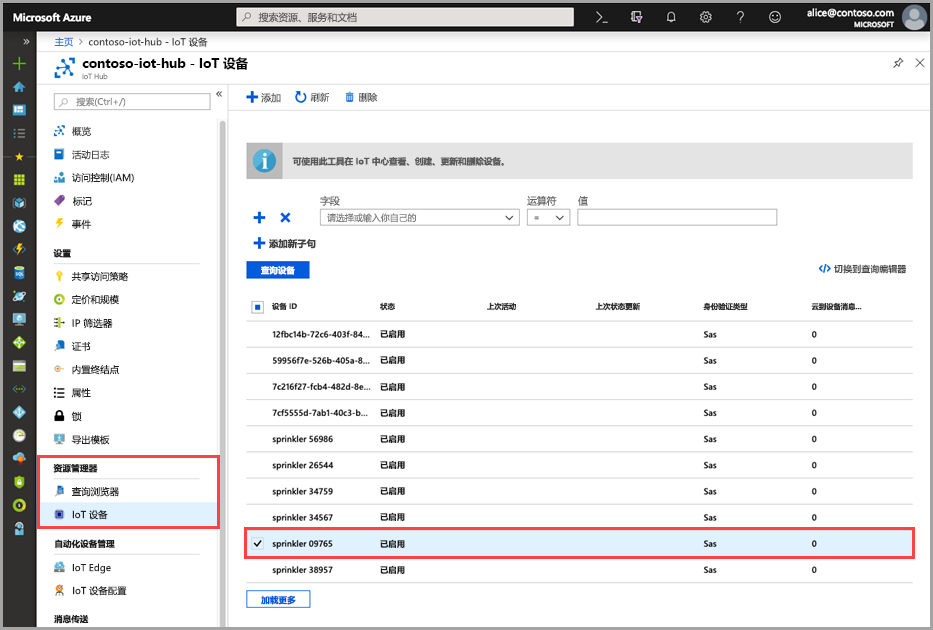 Microsoft Azure
搜索资源、服务和文档
alice@contoso.com
MICROSOFT
主页 > contoso-iot-hub - IoT 设备
contoso-iot-hub - IoT 设备
IoT Hub
搜索(Ctrl+/)
概览
活动日志
访问控制(IAM)
标记
事件
设置
共享访问策略
定价和规模
IP 筛选器
证书
内置终结点
属性
锁
导出模板
资源管理器
查询浏览器
IoT 设备
自动化设备管理
IoT Edge
IoT 设备配置
消息传送
添加 刷新 删除
可使用此工具在 IoT 中心查看、创建、更新和删除设备。
字段 运算符 值
请选择或输入你自己的 =
添加新子句
查询设备 切换到查询编辑器
设备 ID 状态 上次活动 上次状态更新 身份验证类型 云到设备消息...
12fbc14b-72c6-403f-84... 已启用 Sas 0
59956f7e-526b-405a-8... 已启用 Sas 0
7c216f27-fcb4-482d-8e... 已启用 Sas 0
7cf5555d-7ab1-40c3-b... 已启用 Sas 0
sprinkler 56986 已启用 Sas 0
sprinkler 26544 已启用 Sas 0
sprinkler 34759 已启用 Sas 0
sprinkler 34567 已启用 Sas 0
sprinkler 09765 已启用 Sas 0
sprinkler 38957 已启用 Sas 0
加载更多